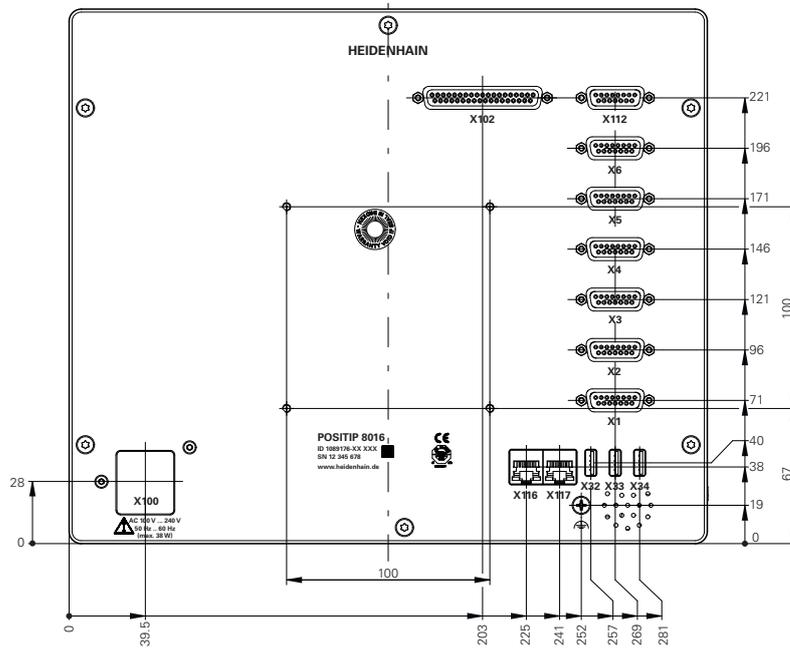 HEIDENHAIN
X102
X112
221
X6
196
X5
171
X4
146
X3
121
100
X2
96
X1
71
POSITIP 8016
ID 1089176-XX XXX
SN 12 345 678
www.heidenhain.de
CE
40
38
67
28
X100
X116
X117
X32
X33
X34
19
AC 100 V ... 240 V
50 Hz ... 60 Hz
(max. 38 W)
0
0
100
0
39.5
203
225
241
252
257
269
281